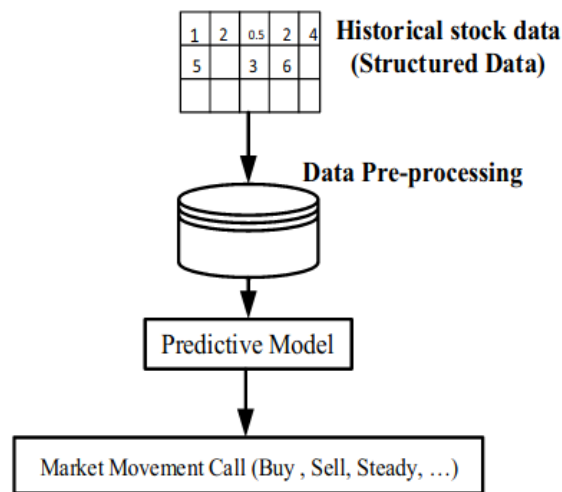 1 2 0.5 2 4
5 3 6
Historical stock data
(Structured Data)
Data Pre-processing
Predictive Model
Market Movement Call (Buy , Sell, Steady, …)